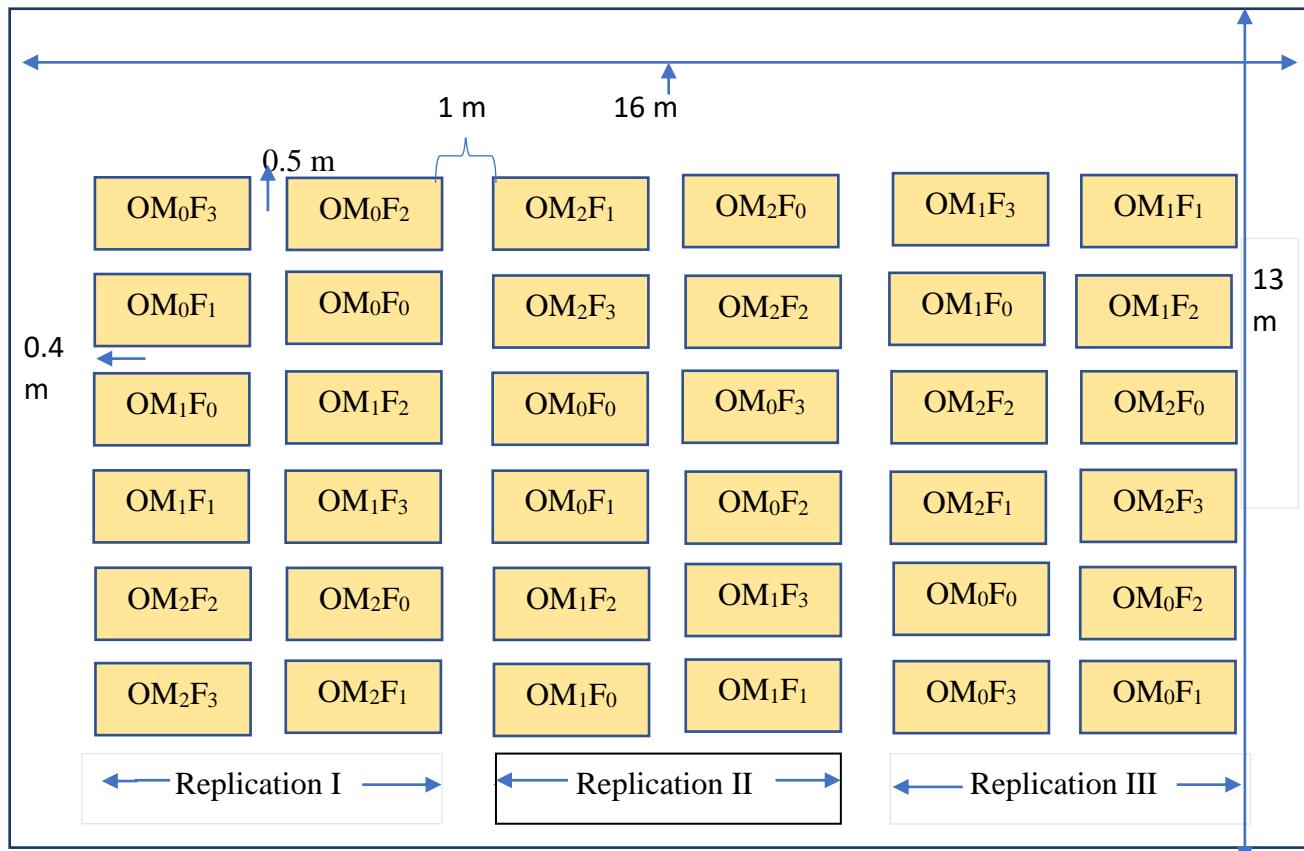 1 m
16 m
0.5 m
OM₀F₃ OM₀F₂ OM₂F₁ OM₂F₀ OM₁F₃ OM₁F₁
OM₀F₁ OM₀F₀ OM₂F₃ OM₂F₂ OM₁F₀ OM₁F₂
13
m
0.4
m
OM₁F₀ OM₁F₂ OM₀F₀ OM₀F₃ OM₂F₂ OM₂F₀
OM₁F₁ OM₁F₃ OM₀F₁ OM₀F₂ OM₂F₁ OM₂F₃
OM₂F₂ OM₂F₀ OM₁F₂ OM₁F₃ OM₀F₀ OM₀F₂
OM₂F₃ OM₂F₁ OM₁F₀ OM₁F₁ OM₀F₃ OM₀F₁
Replication I Replication II Replication III